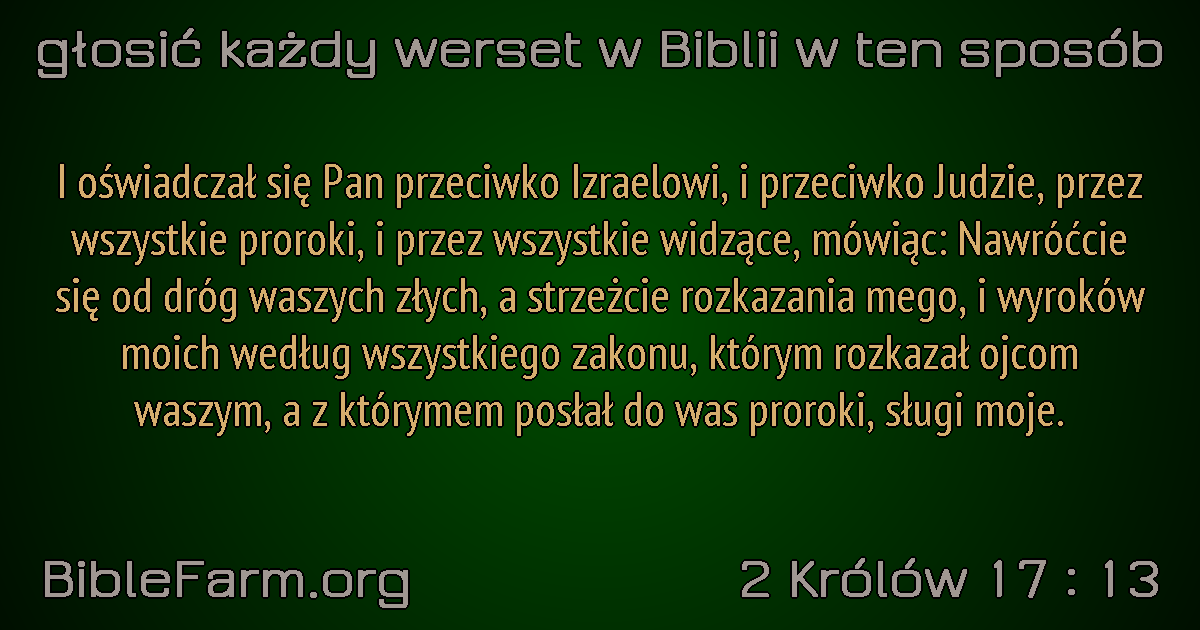 głosić każdy werset w Biblii w ten sposób
I oświadczał się Pan przeciwko Izraelowi, i przeciwko Judzie, przez
wszystkie proroki, i przez wszystkie widzące, mówiąc: Nawróćcie
się od dróg waszych złych, a strzeżcie rozkazania mego, i wyroków
moich według wszystkiego zakonu, którym rozkazał ojcom
waszym, a z którymem posłał do was proroki, sługi moje.
BibleFarm.org
2 Królów 17 : 13